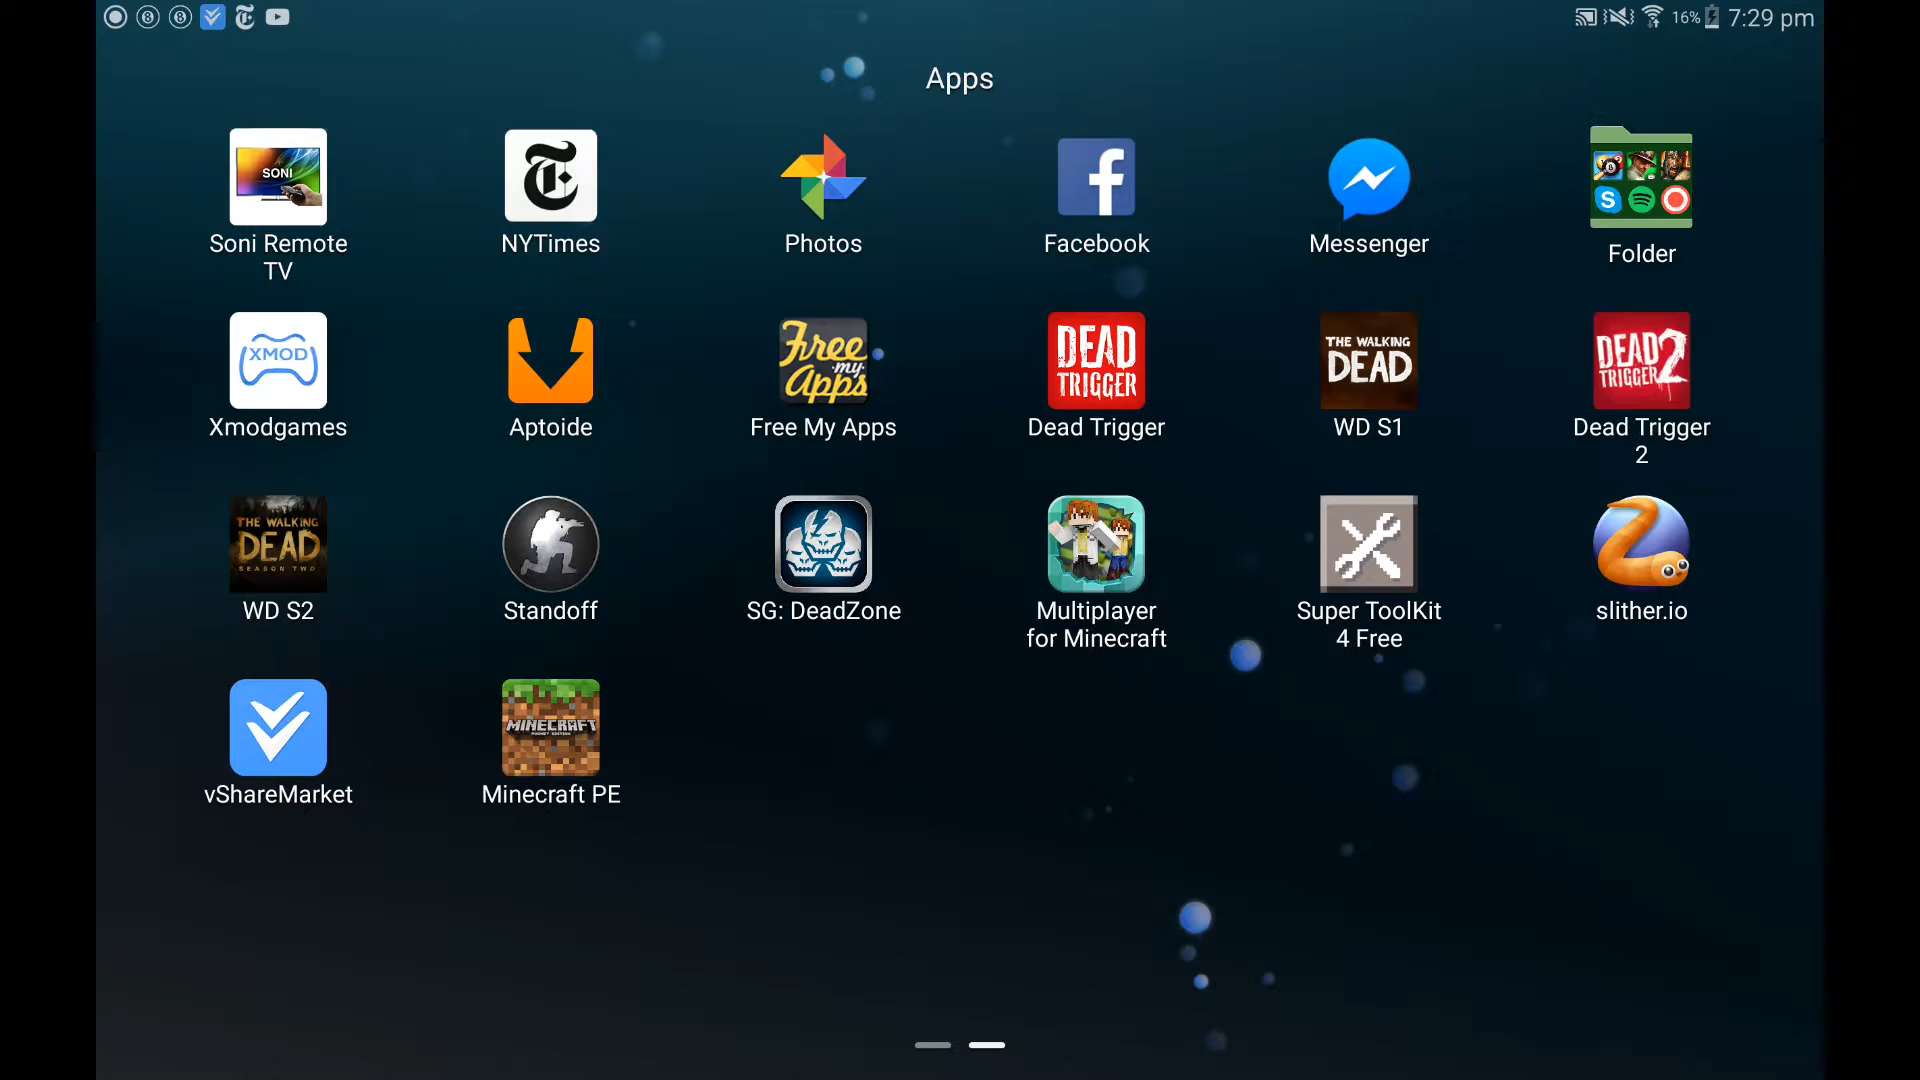 16% 7:29 pm
Apps
SONI
Soni Remote
TV
NYTimes
Photos
f
Facebook
Messenger
8
S
Folder
XMOD
Xmodgames
Aptoide
Free
my
Apps
Free My Apps
DEAD
TRIGGER
Dead Trigger
THE WALKING
DEAD
WD S1
DEAD
TRIGGER 2
Dead Trigger
2
THE WALKING
DEAD
SEASON TWO
WD S2
Standoff
SG: DeadZone
Multiplayer
for Minecraft
Super ToolKit
4 Free
slither.io
vShareMarket
MINECRAFT
POCKET EDITION
Minecraft PE